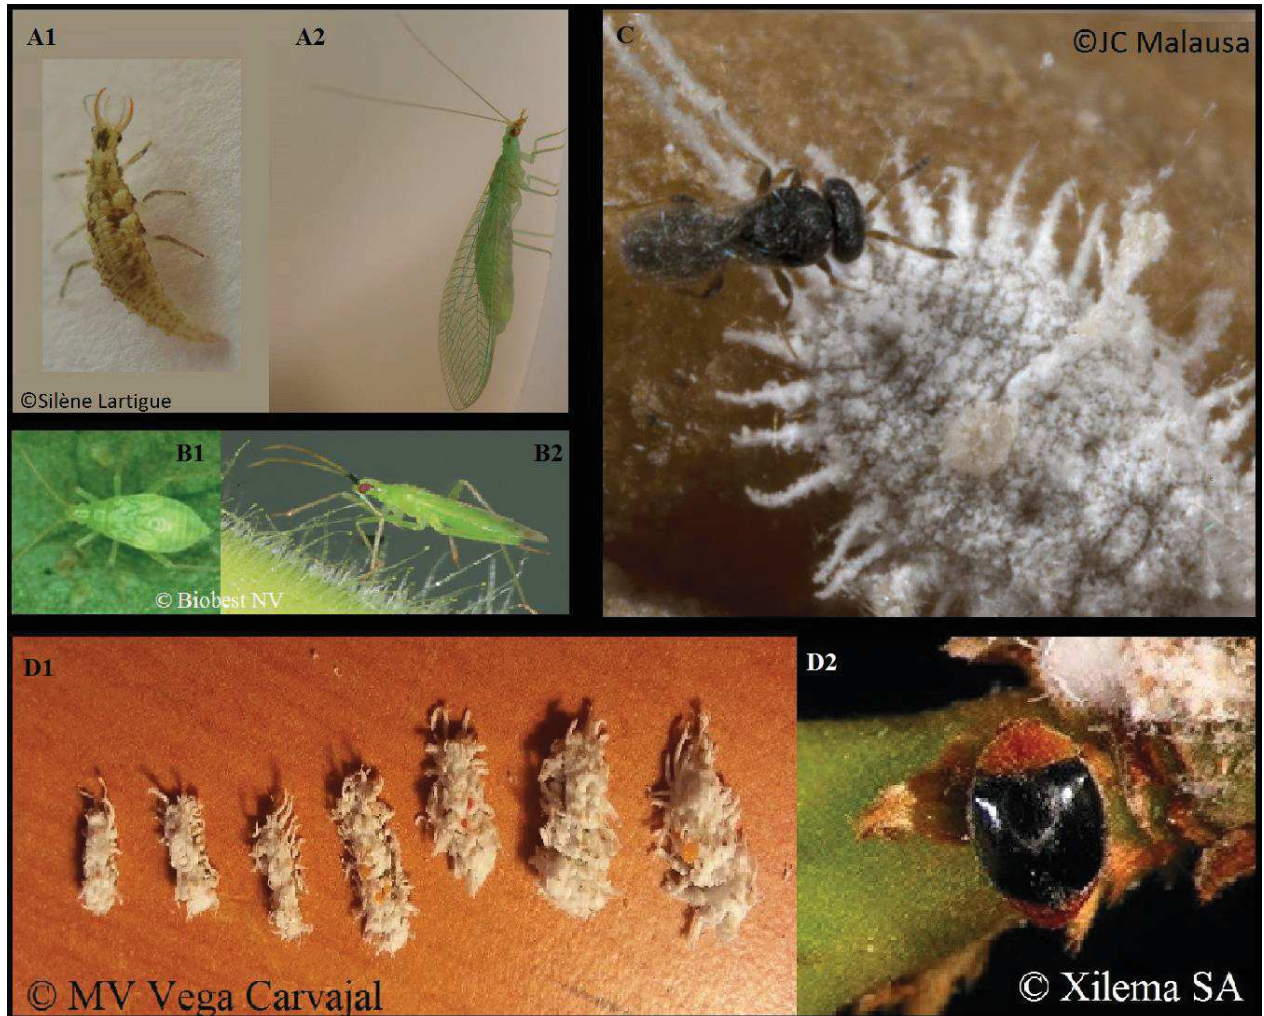 A1
A2
©Silène Lartigue
B1
B2
© Biobest NV
C
©JC Malausa
D1
© MV Vega Carvajal
D2
© Xilema SA